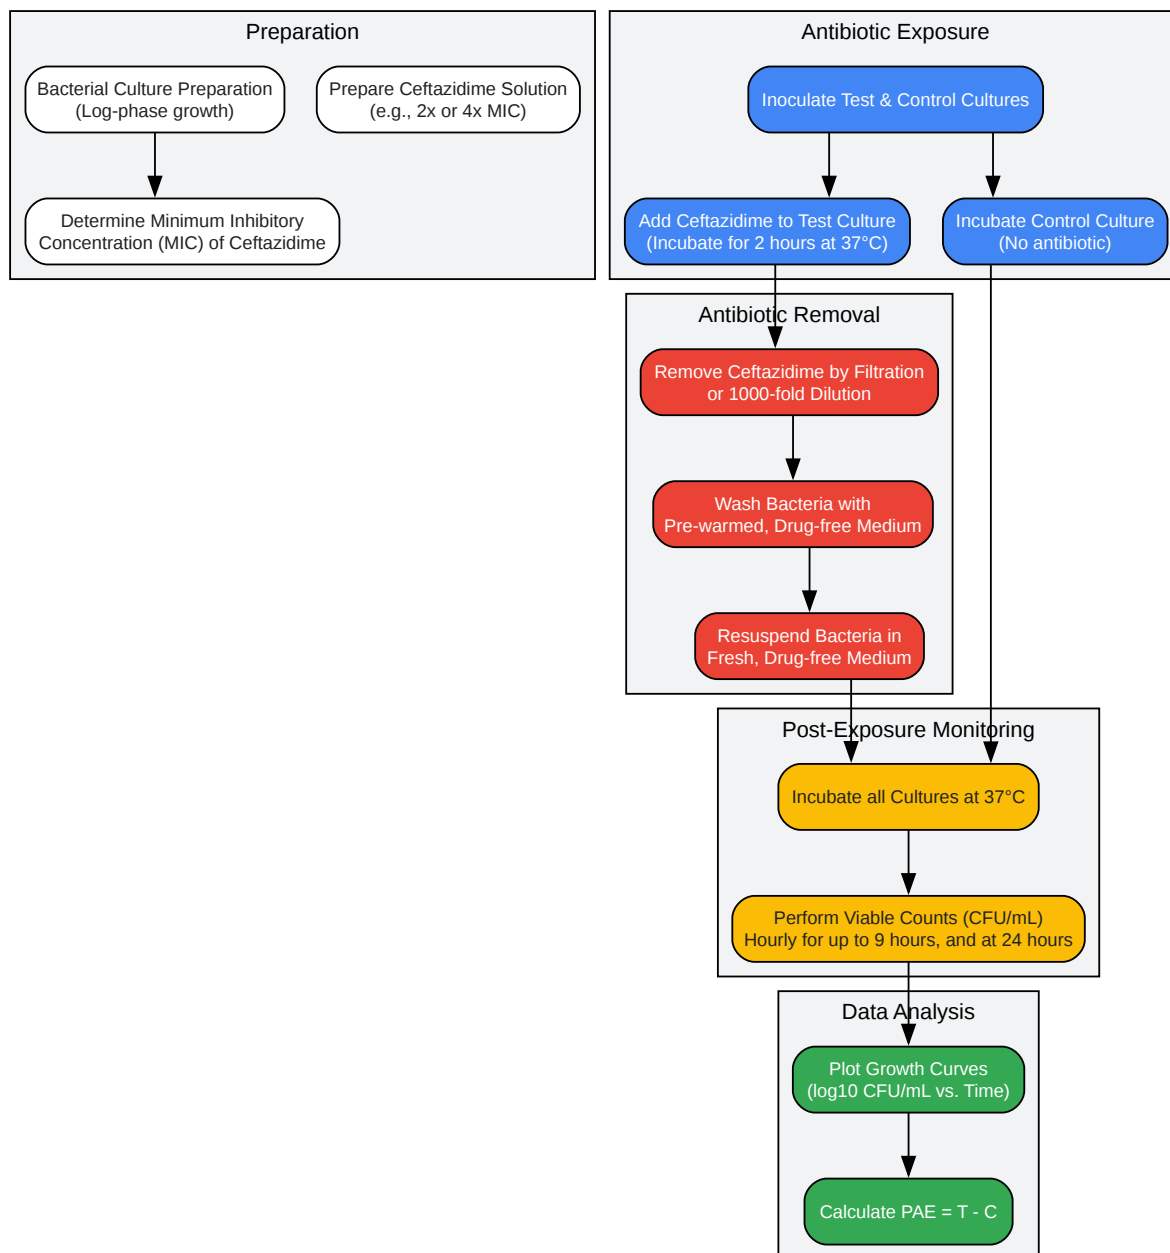 Preparation
Bacterial Culture Preparation
(Log-phase growth)
Prepare Ceftazidime Solution
(e.g., 2x or 4x MIC)
Determine Minimum Inhibitory
Concentration (MIC) of Ceftazidime
Antibiotic Exposure
Inoculate Test & Control Cultures
Add Ceftazidime to Test Culture
(Incubate for 2 hours at 37°C)
Incubate Control Culture
(No antibiotic)
Antibiotic Removal
Remove Ceftazidime by Filtration
or 1000-fold Dilution
Wash Bacteria with
Pre-warmed, Drug-free Medium
Resuspend Bacteria in
Fresh, Drug-free Medium
Post-Exposure Monitoring
Incubate all Cultures at 37°C
Perform Viable Counts (CFU/mL)
Hourly for up to 9 hours, and at 24 hours
Data Analysis
Plot Growth Curves
(log10 CFU/mL vs. Time)
Calculate PAE = T - C